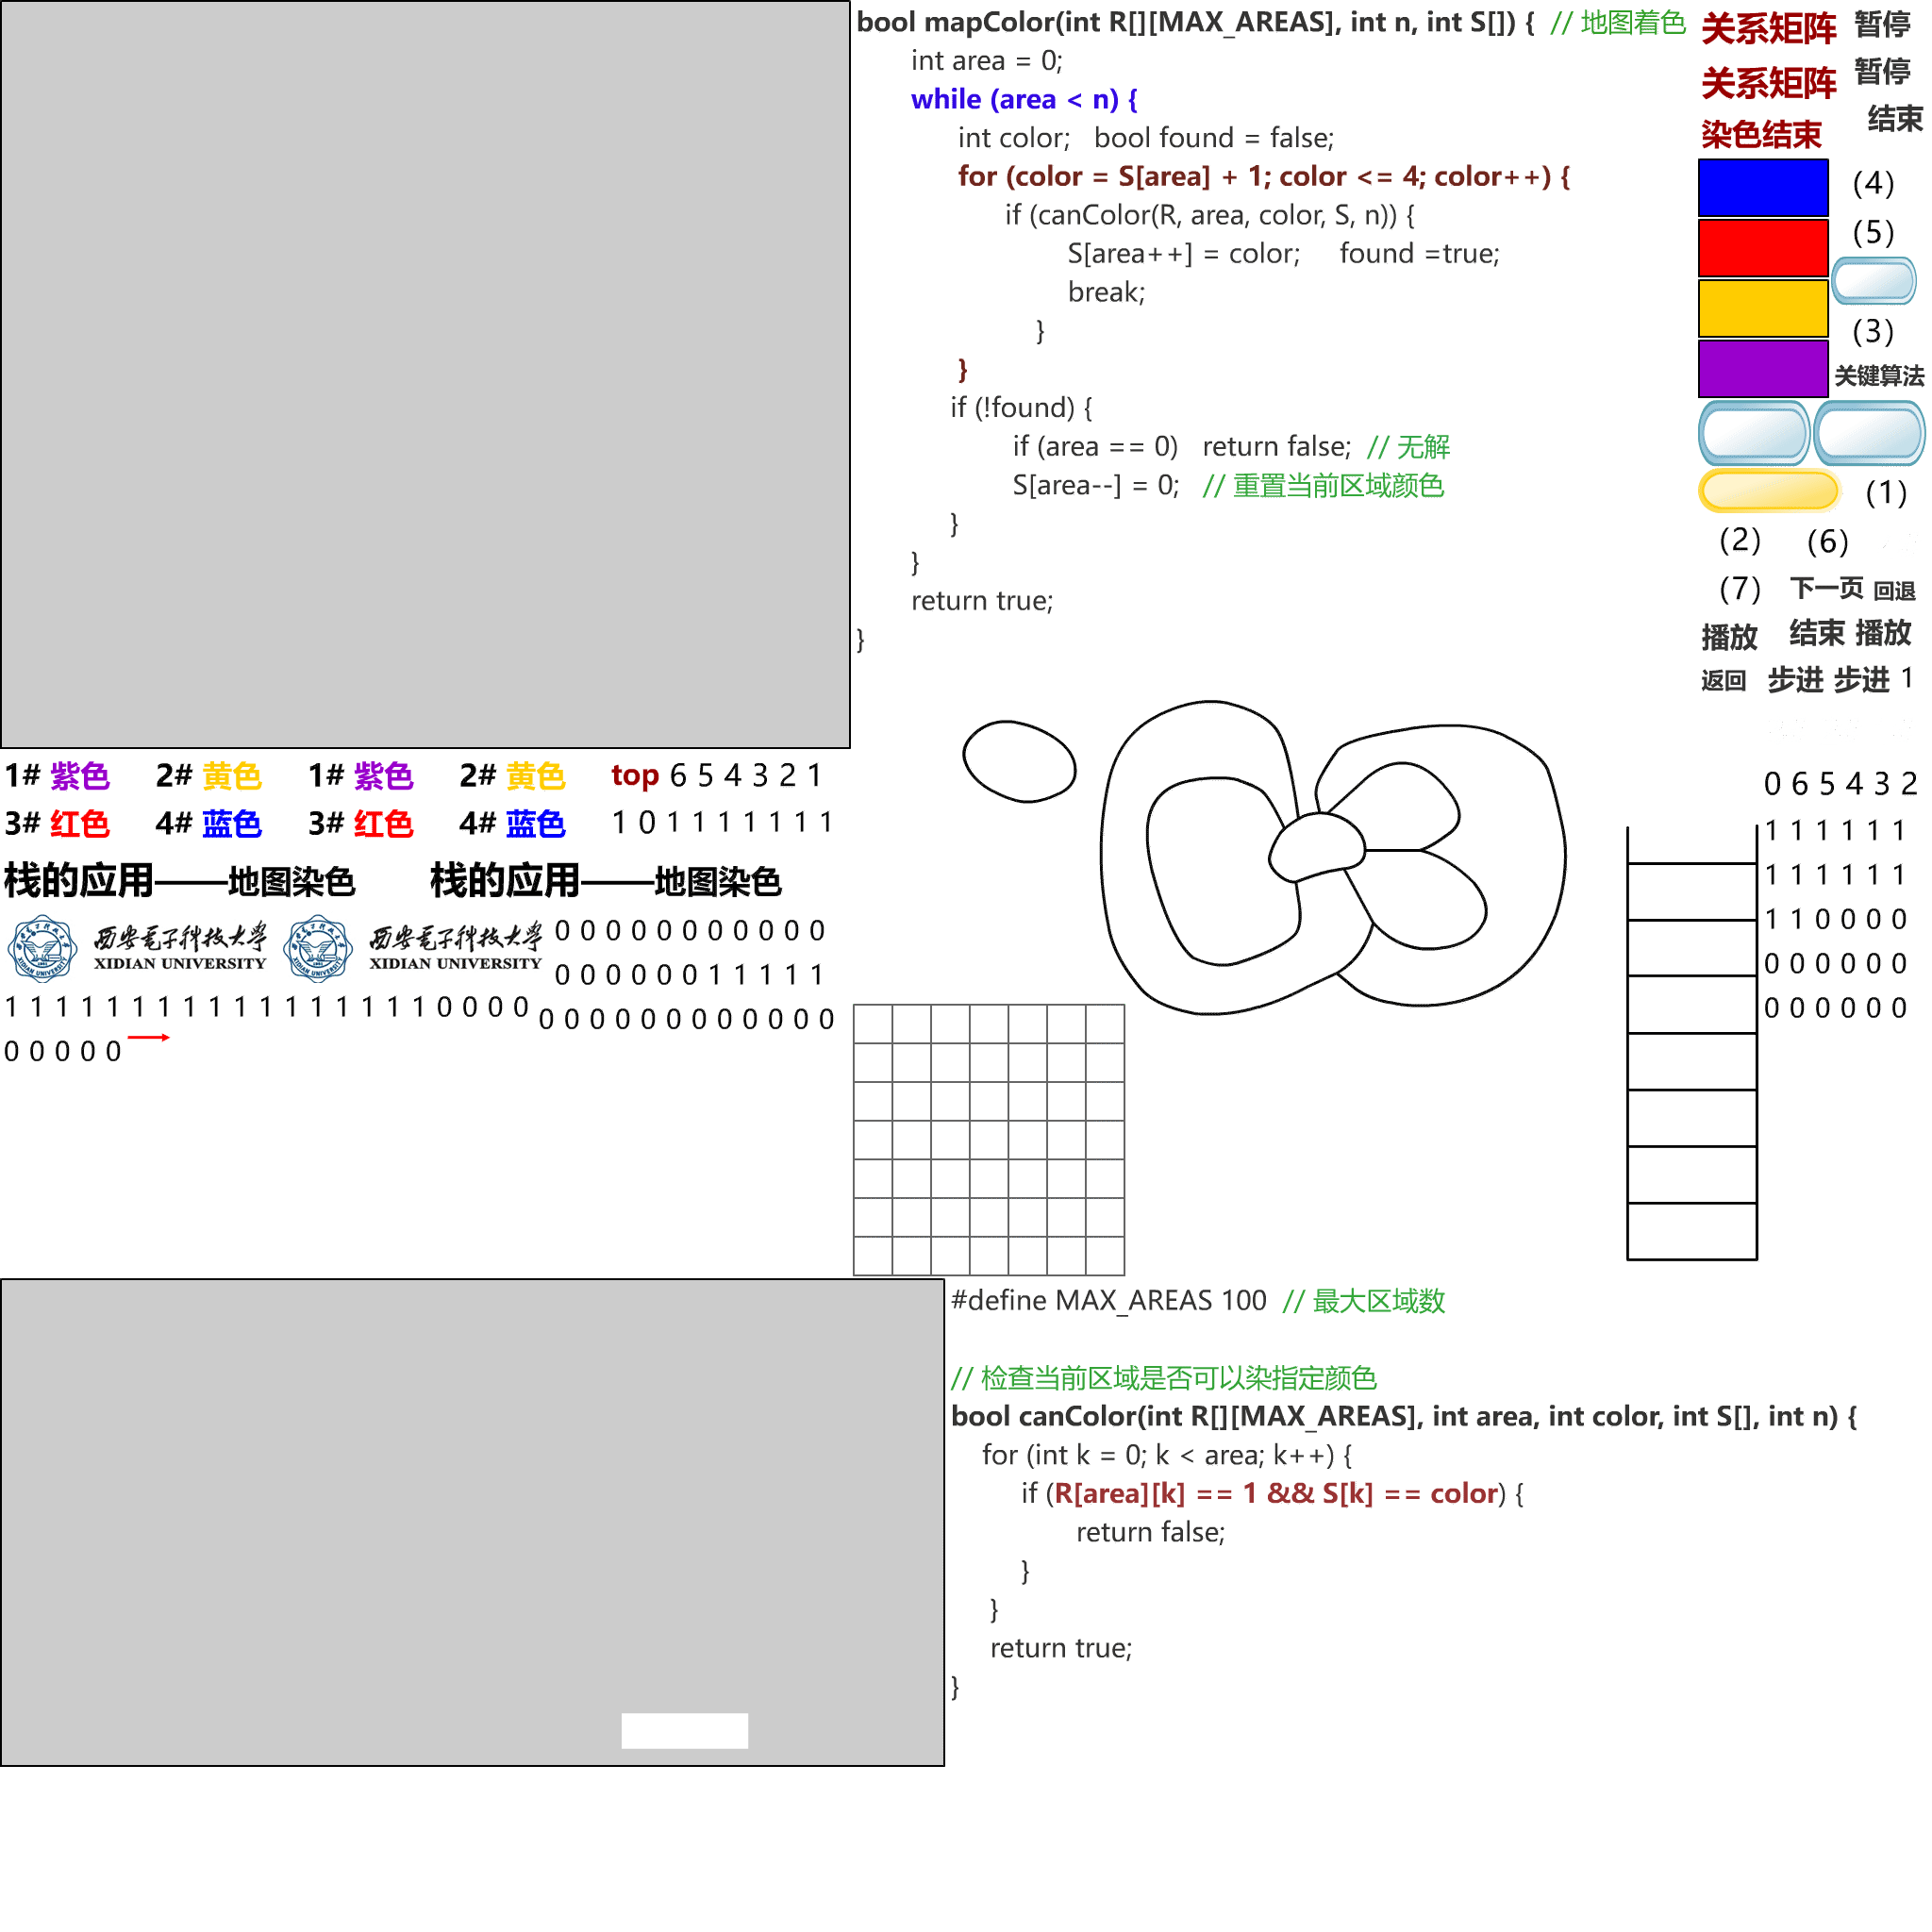 bool mapColor(int R[][MAX_AREAS], int n, int S[]) {  // 地图着色
int area = 0;
while (area < n) {
int color;   bool found = false;
for (color = S[area] + 1; color <= 4; color++) {
if (canColor(R, area, color, S, n)) {
S[area++] = color;     found =true;
break;
}
}
if (!found) {
if (area == 0)   return false;  // 无解
S[area--] = 0;   // 重置当前区域颜色
}
}
return true;
}
关系矩阵 暂停
关系矩阵 暂停
染色结束 结束
(4)
(5)
(3)
关键算法
(1)
(2) (6)
(7) 下一页 回退
播放 结束 播放
返回 步进 步进 1
1# 紫色 2# 黄色 1# 紫色 2# 黄色 top 6 5 4 3 2 1
3# 红色 4# 蓝色 3# 红色 4# 蓝色 1 0 1 1 1 1 1 1 1
栈的应用——地图染色 栈的应用——地图染色
西安电子科技大学 西安电子科技大学 0 0 0 0 0 0 0 0 0 0 0
XIDIAN UNIVERSITY XIDIAN UNIVERSITY
0 0 0 0 0 0 1 1 1 1 1
1 1 1 1 1 1 1 1 1 1 1 1 1 1 1 1 1 0 0 0 0
0 0 0 0 0 0 0 0 0 0 0 0
0 0 0 0 0
0 6 5 4 3 2
1 1 1 1 1 1
1 1 1 1 1 1
1 1 0 0 0 0
0 0 0 0 0 0
0 0 0 0 0 0
#define MAX_AREAS 100  // 最大区域数
// 检查当前区域是否可以染指定颜色
bool canColor(int R[][MAX_AREAS], int area, int color, int S[], int n) {
for (int k = 0; k < area; k++) {
if (R[area][k] == 1 && S[k] == color) {
return false;
}
}
return true;
}